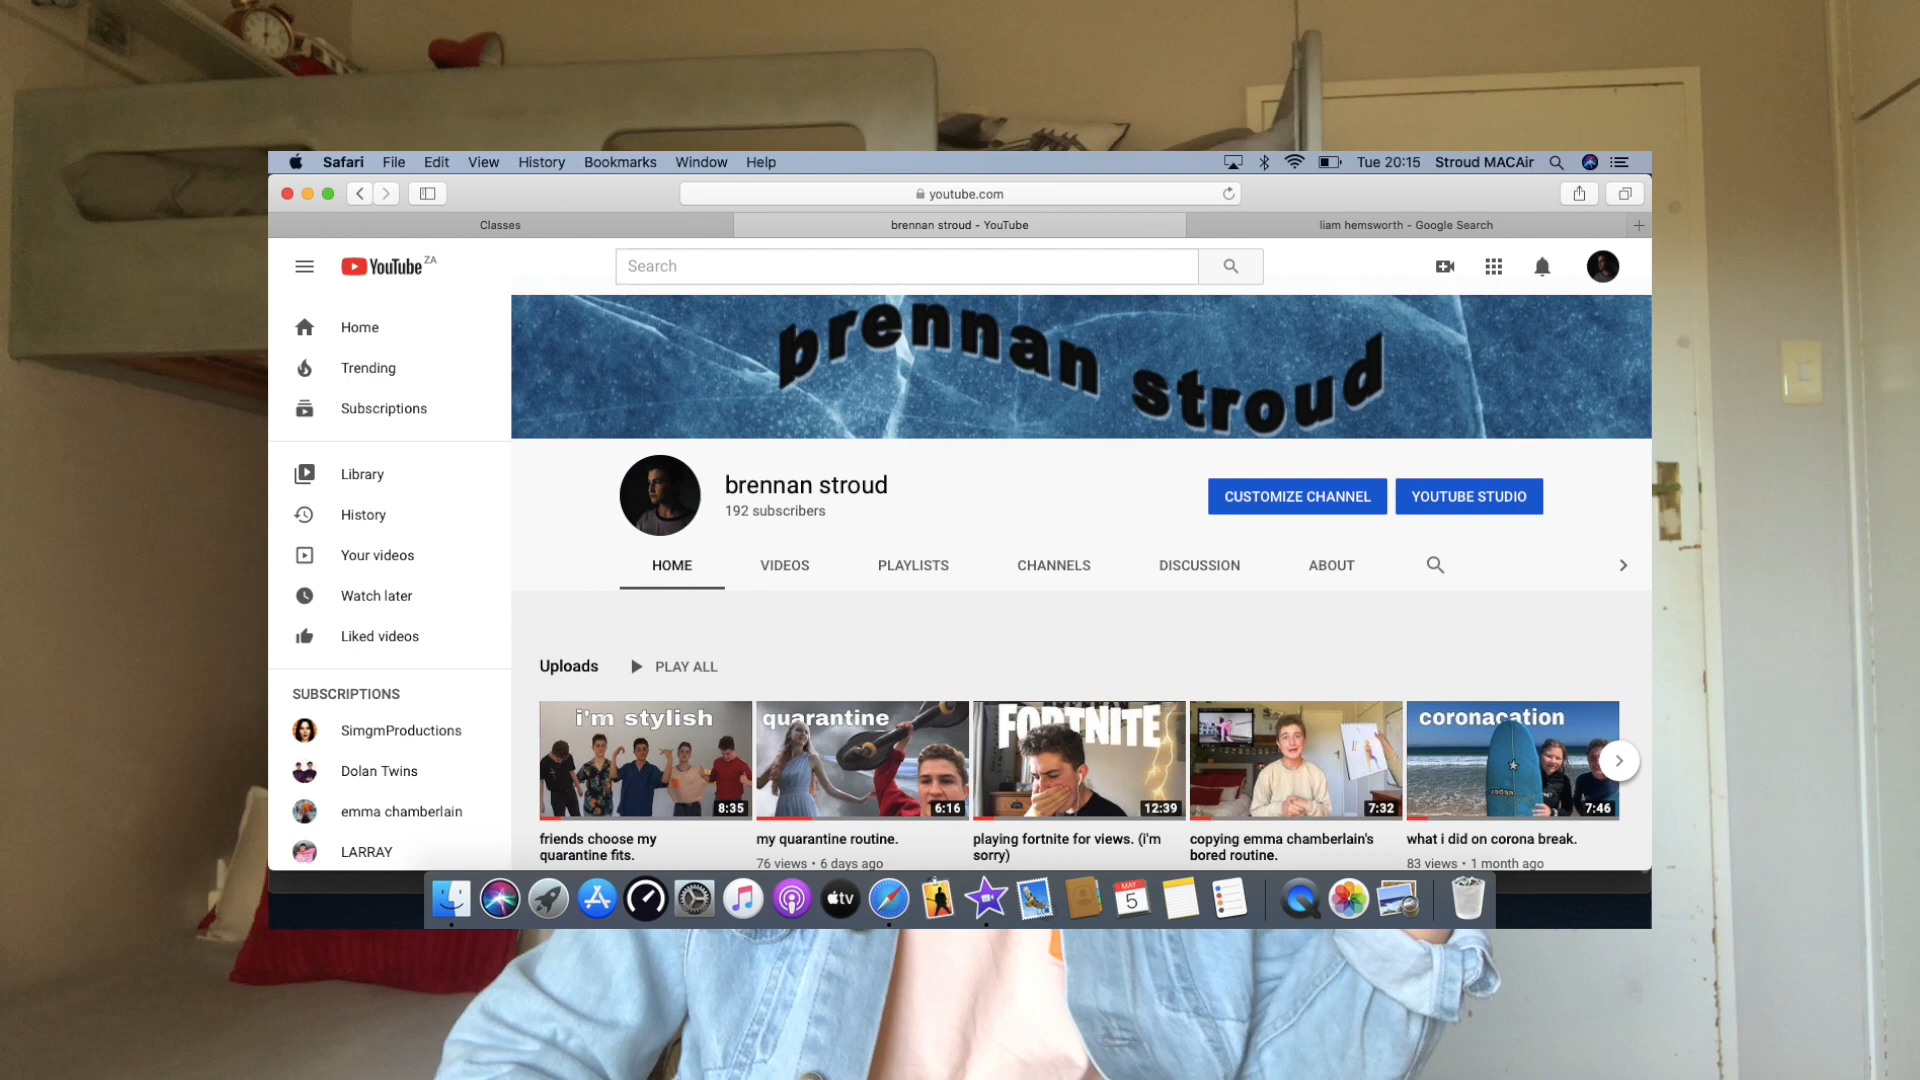 Safari File Edit View History Bookmarks Window Help Tue 20:15 Stroud MACAir
youtube.com
Classes brennan stroud - YouTube liam hemsworth - Google Search
YouTube ZA Search
brennan stroud
Home
Trending
Subscriptions
Library
History
Your videos
Watch later
Liked videos
SUBSCRIPTIONS
SimgmProductions
Dolan Twins
emma chamberlain
LARRAY
brennan stroud
192 subscribers
CUSTOMIZE CHANNEL YOUTUBE STUDIO
HOME VIDEOS PLAYLISTS CHANNELS DISCUSSION ABOUT
Uploads PLAY ALL
i'm stylish
8:35
friends choose my
quarantine fits.
quarantine
6:16
my quarantine routine.
76 views • 6 days ago
FORTNITE
12:39
playing fortnite for views. (i'm
sorry)
7:32
copying emma chamberlain's
bored routine.
coronacation
7:46
what i did on corona break.
83 views • 1 month ago
tv
MAY
5